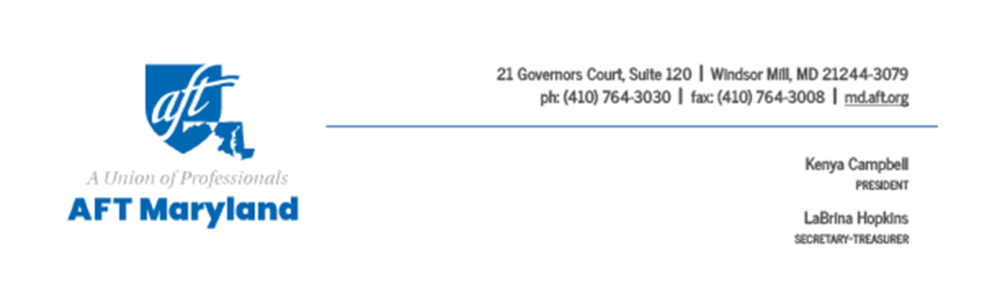 aft
A Union of Professionals
AFT Maryland
21 Governors Court, Suite 120 | Windsor Mill, MD 21244-3079
ph: (410) 764-3030 | fax: (410) 764-3008 | md.aft.org
Kenya Campbell
PRESIDENT
LaBrina Hopkins
SECRETARY-TREASURER